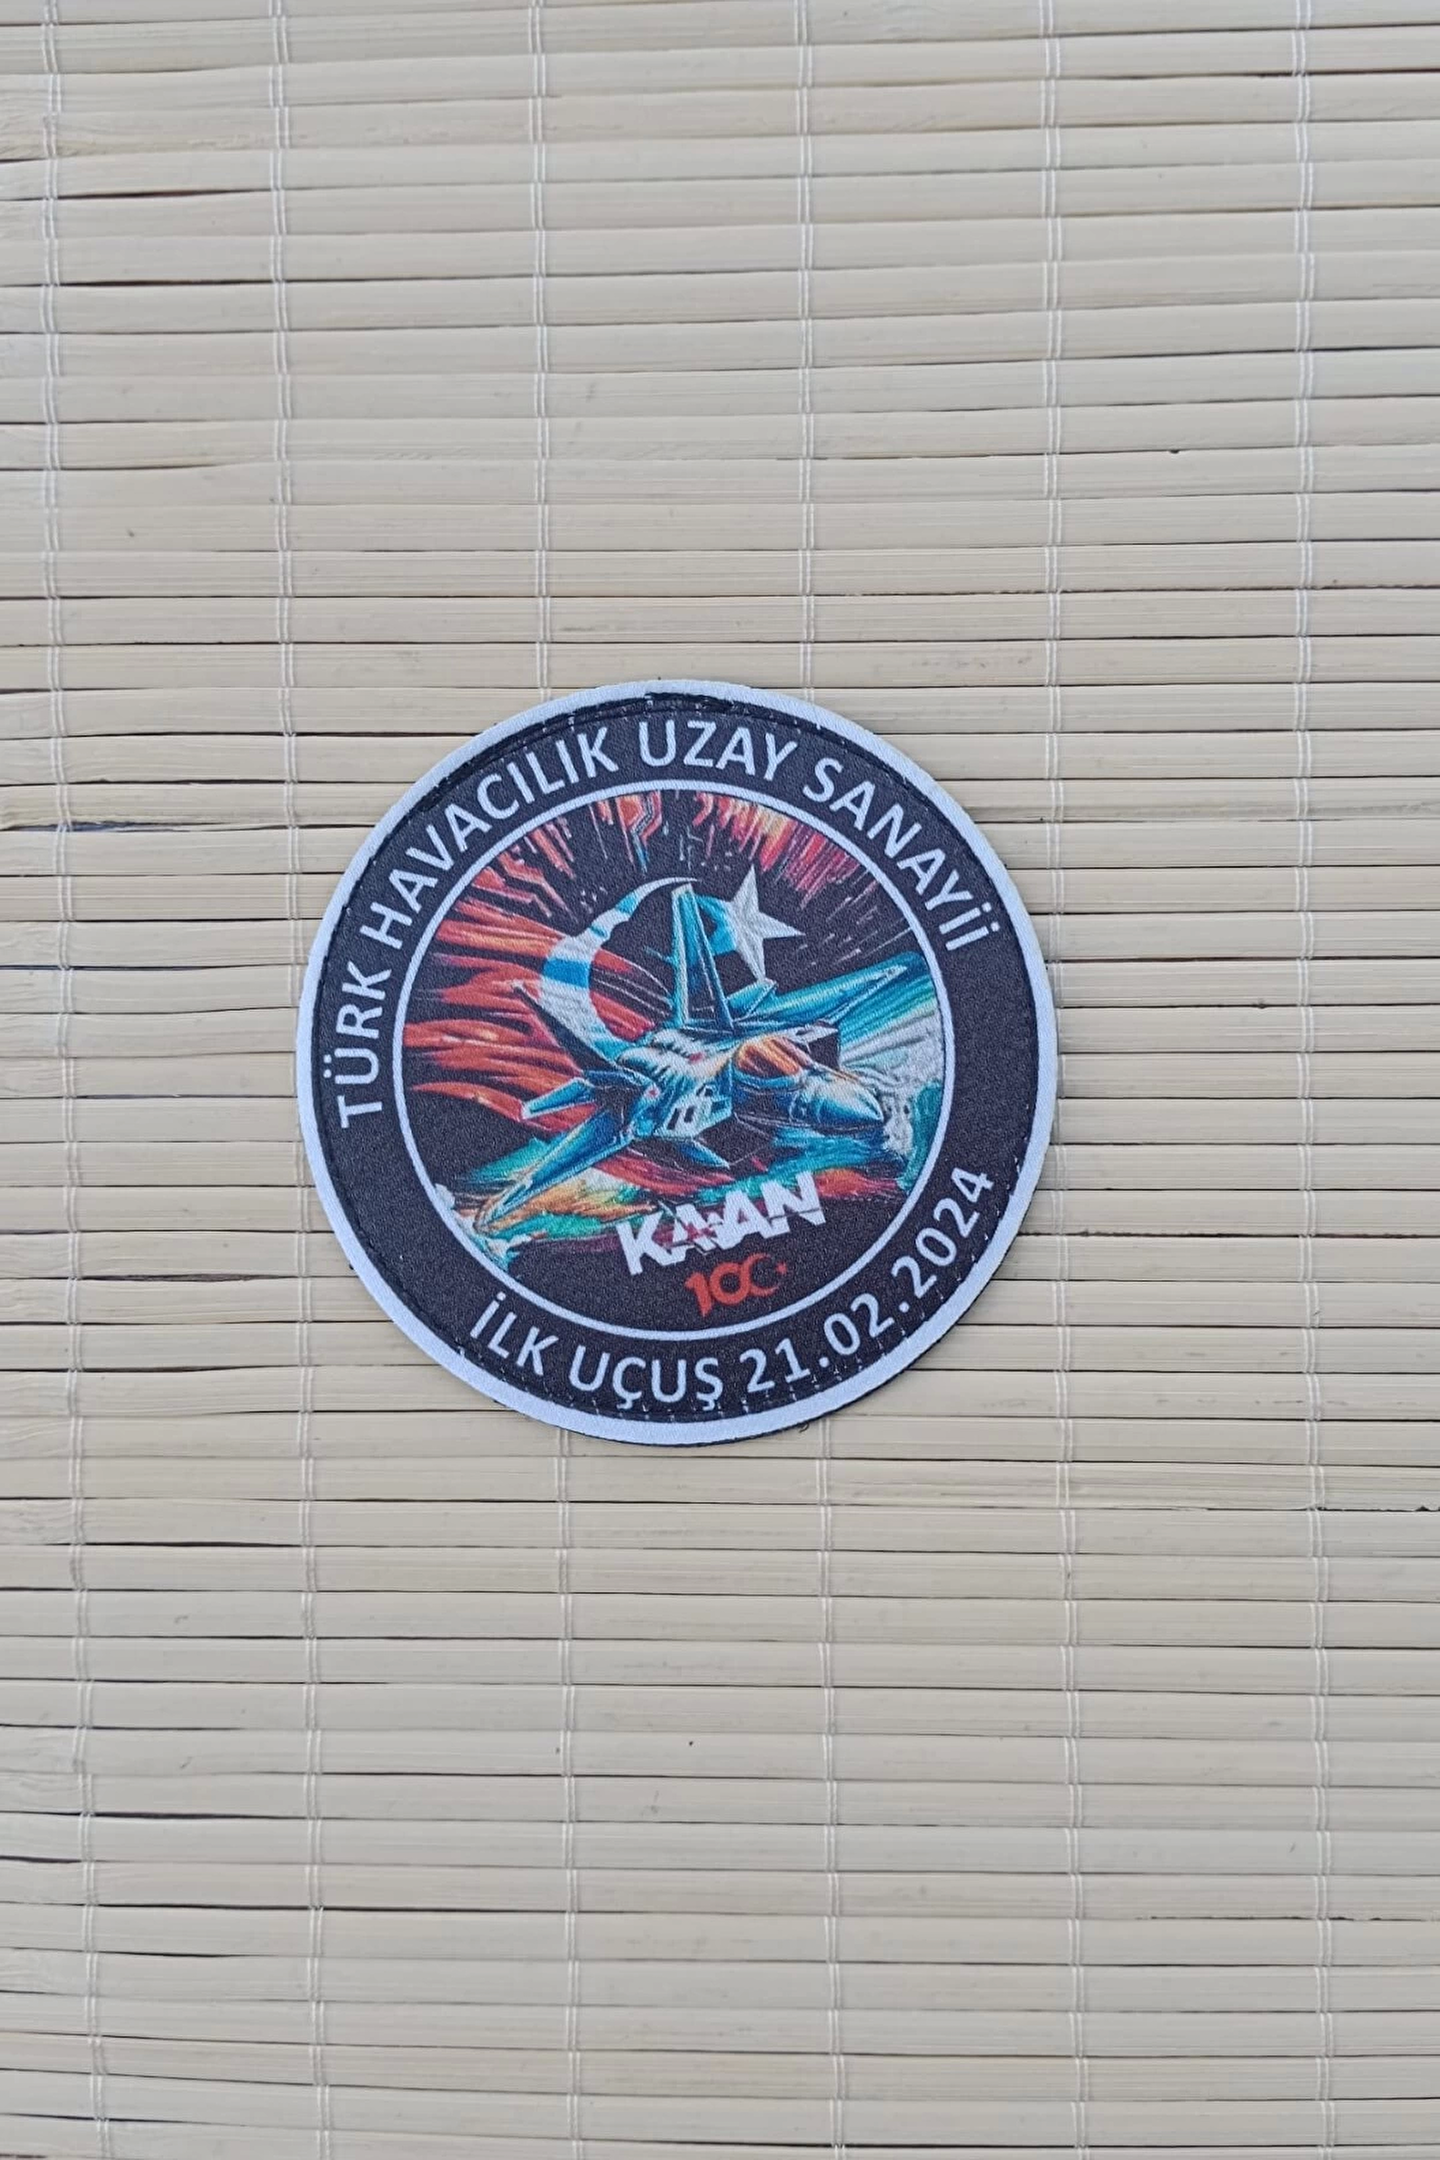 TÜRK HAVACILIK UZAY SANAYİİ
KAAN
100
İLK UÇUŞ 21.02.2024